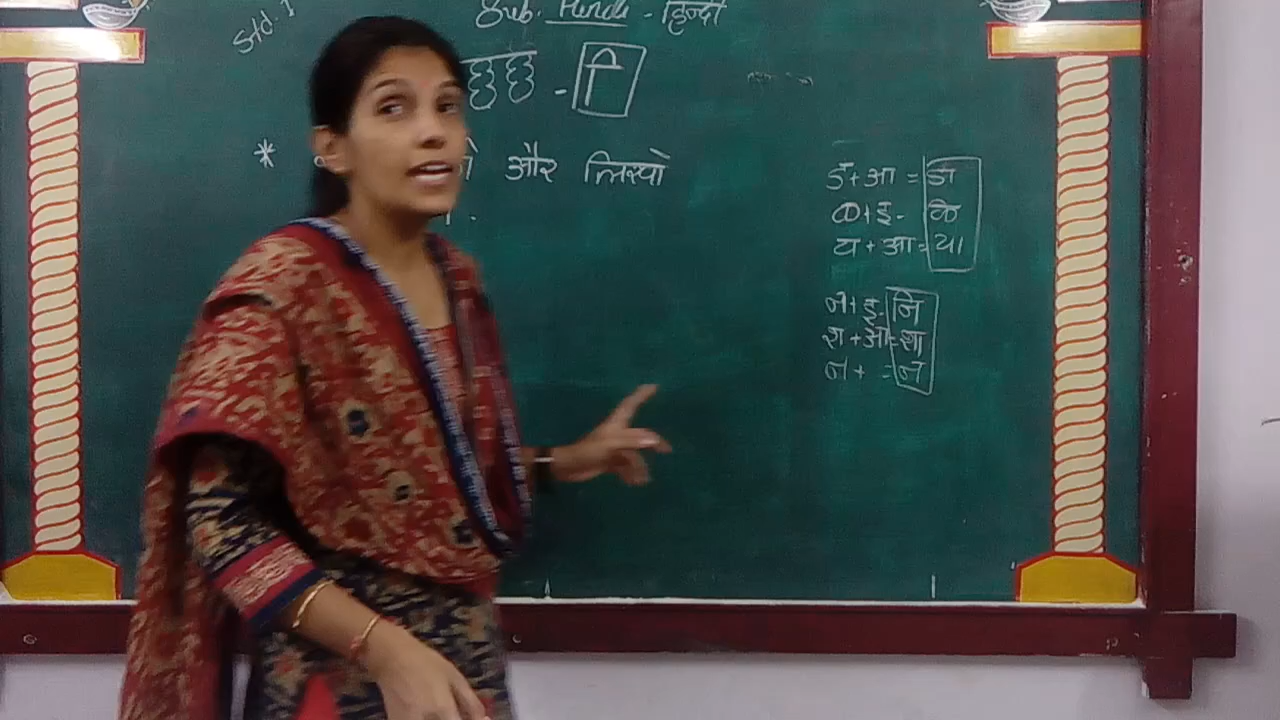 Std. I
Sub. Hindi - हिन्दी
इ इ - ि
* और लिखो
ड + आ = डा
क + इ - कि
य + आ = या
न + इ - नि
श + आ = शा
न + = न